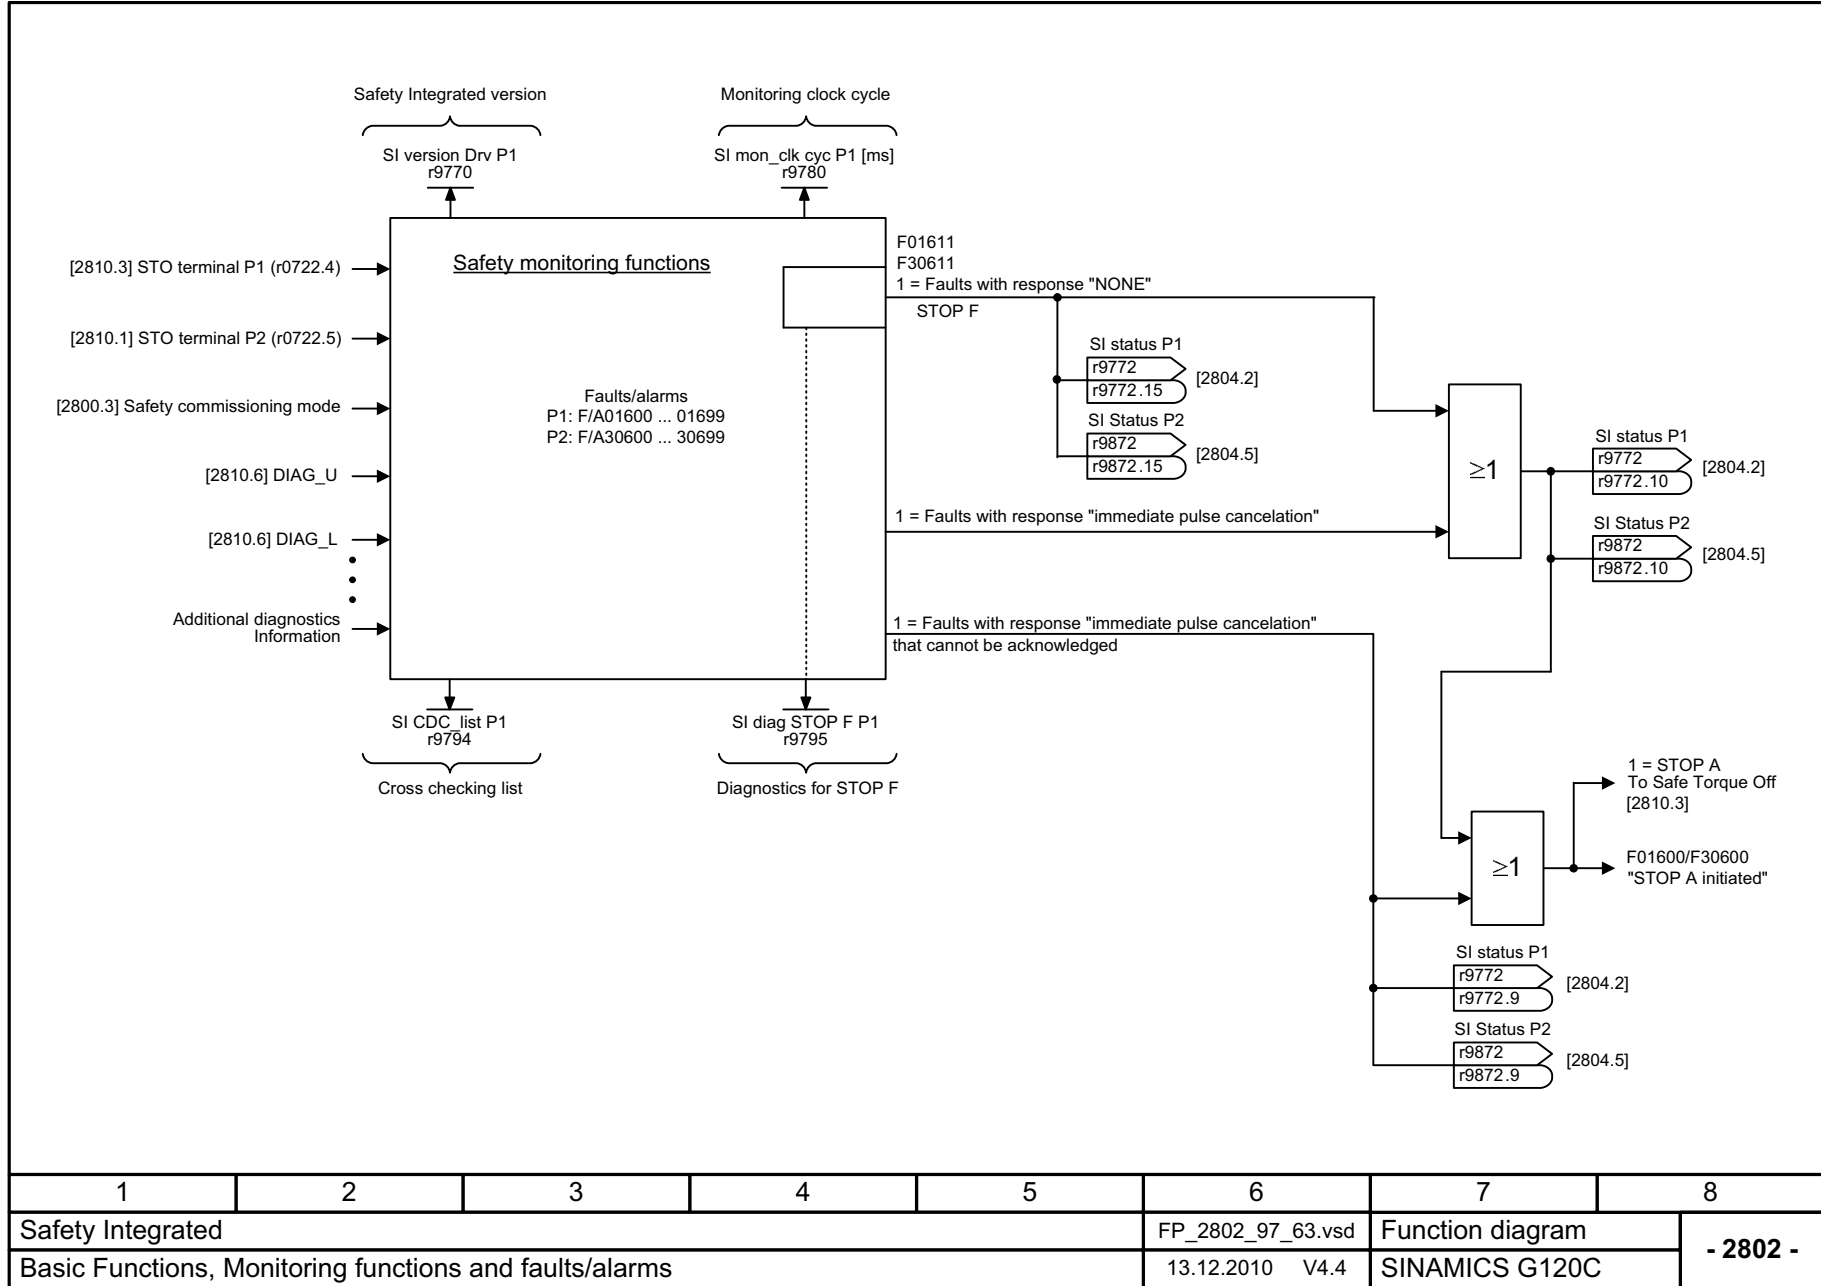 Safety Integrated version
Monitoring clock cycle
SI version Drv P1
r9770
SI mon_clk cyc P1 [ms]
r9780
[2810.3] STO terminal P1 (r0722.4)
[2810.1] STO terminal P2 (r0722.5)
[2800.3] Safety commissioning mode
[2810.6] DIAG_U
[2810.6] DIAG_L
Additional diagnostics
Information
Safety monitoring functions
Faults/alarms
P1: F/A01600 ... 01699
P2: F/A30600 ... 30699
F01611
F30611
1 = Faults with response "NONE"
STOP F
SI status P1
r9772
r9772.15
[2804.2]
SI Status P2
r9872
r9872.15
[2804.5]
1 = Faults with response "immediate pulse cancelation"
≥1
SI status P1
r9772
r9772.10
[2804.2]
SI Status P2
r9872
r9872.10
[2804.5]
1 = Faults with response "immediate pulse cancelation"
that cannot be acknowledged
SI CDC_list P1
r9794
Cross checking list
SI diag STOP F P1
r9795
Diagnostics for STOP F
≥1
1 = STOP A
To Safe Torque Off
[2810.3]
F01600/F30600
"STOP A initiated"
SI status P1
r9772
r9772.9
[2804.2]
SI Status P2
r9872
r9872.9
[2804.5]
1 2 3 4 5 6 7 8
Safety Integrated
FP_2802_97_63.vsd
Function diagram
- 2802 -
Basic Functions, Monitoring functions and faults/alarms
13.12.2010 V4.4
SINAMICS G120C